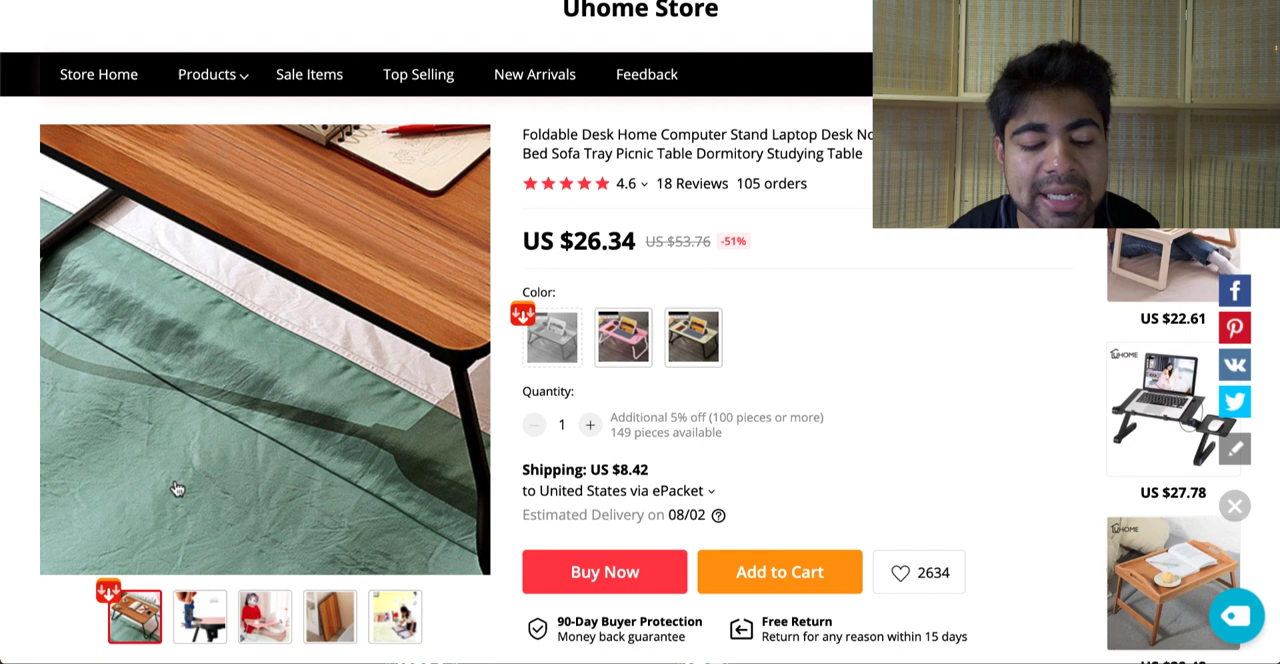 Uhome Store
Store Home
Products
Sale Items
Top Selling
New Arrivals
Feedback
Foldable Desk Home Computer Stand Laptop Desk
Bed Sofa Tray Picnic Table Dormitory Studying Table
4.6
18 Reviews
105 orders
US $26.34
US $53.76
-51%
Color:
Quantity:
1
+
Additional 5% off (100 pieces or more)
149 pieces available
Shipping: US $8.42
to United States via ePacket
Estimated Delivery on 08/02
Buy Now
Add to Cart
2634
90-Day Buyer Protection
Money back guarantee
Free Return
Return for any reason within 15 days
US $22.61
UHOME
US $27.78
UHOME